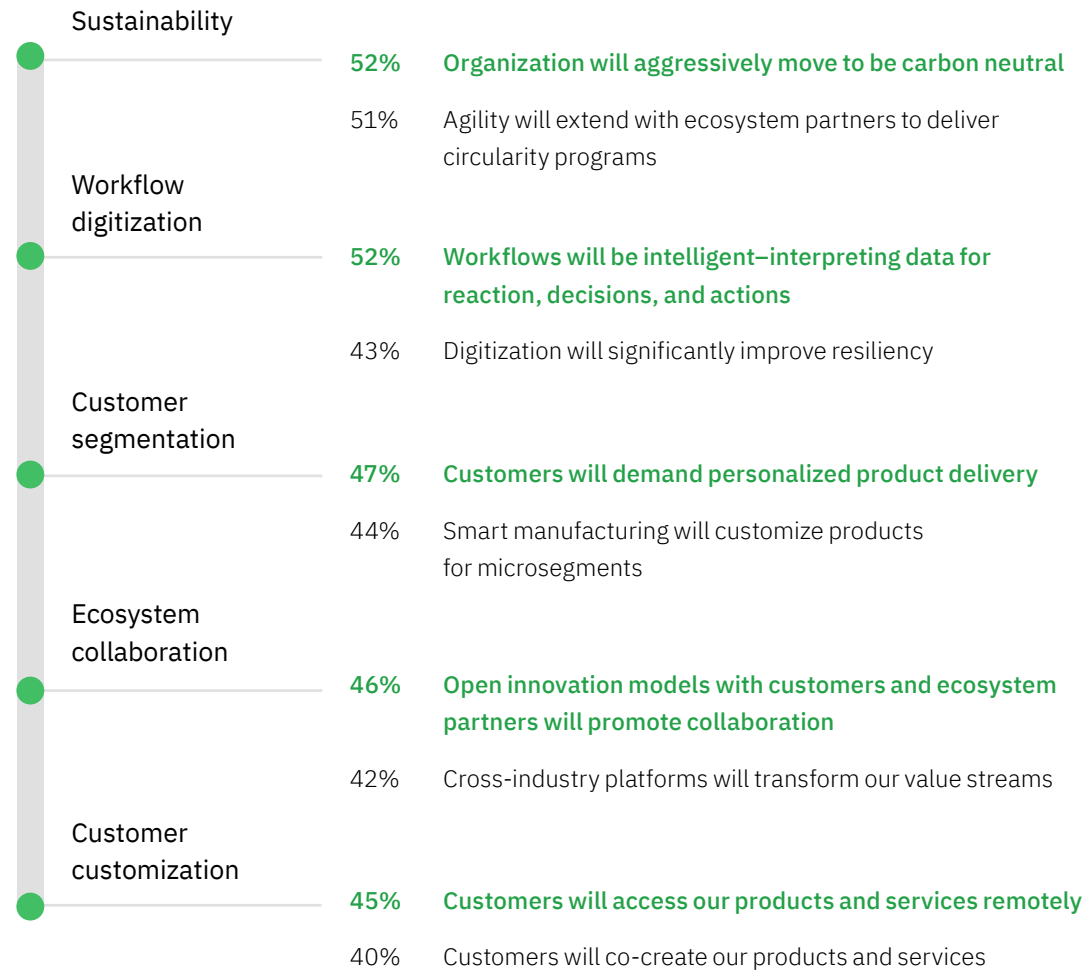 Sustainability
52% Organization will aggressively move to be carbon neutral
51% Agility will extend with ecosystem partners to deliver
circularity programs
Workflow
digitization
52% Workflows will be intelligent–interpreting data for
reaction, decisions, and actions
43% Digitization will significantly improve resiliency
Customer
segmentation
47% Customers will demand personalized product delivery
44% Smart manufacturing will customize products
for microsegments
Ecosystem
collaboration
46% Open innovation models with customers and ecosystem
partners will promote collaboration
42% Cross-industry platforms will transform our value streams
Customer
customization
45% Customers will access our products and services remotely
40% Customers will co-create our products and services